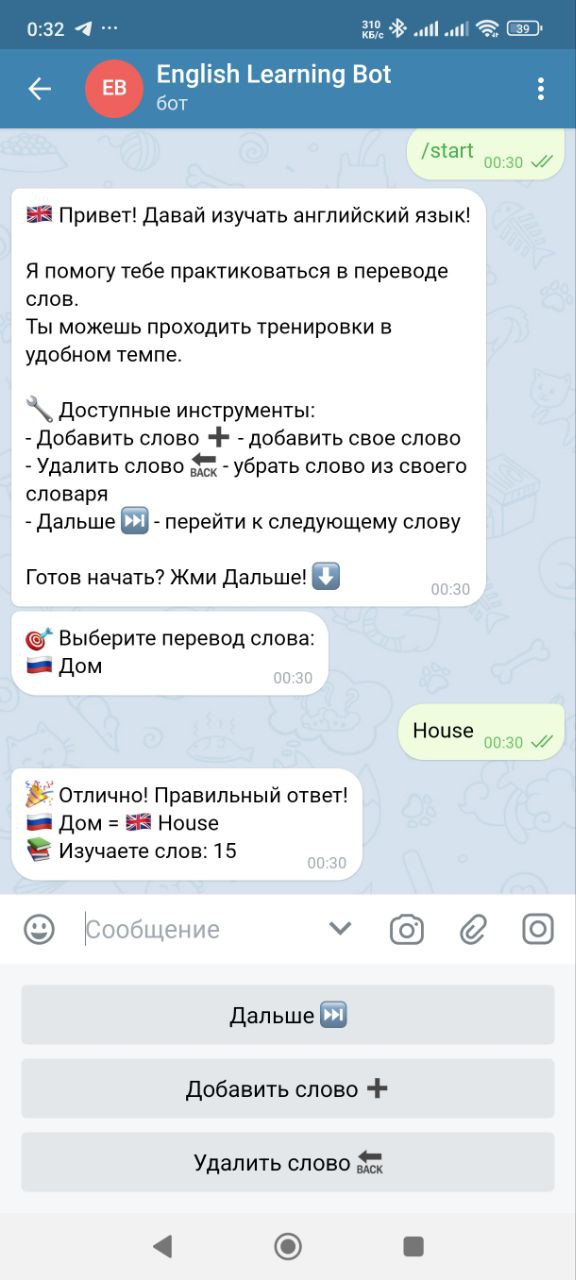 0:32 ... 310 КБ/с 39
EB English Learning Bot
бот
/start 00:30
🇬🇧 Привет! Давай изучать английский язык!
Я помогу тебе практиковаться в переводе
слов.
Ты можешь проходить тренировки в
удобном темпе.
🔧 Доступные инструменты:
- Добавить слово ➕ - добавить свое слово
- Удалить слово 🔙 - убрать слово из своего
словаря
- Дальше ⏭ - перейти к следующему слову
Готов начать? Жми Дальше! ⬇️ 00:30
🎯 Выберите перевод слова:
🇷🇺 Дом 00:30
House 00:30
🎉 Отлично! Правильный ответ!
🇷🇺 Дом = 🇬🇧 House
📚 Изучаете слов: 15 00:30
Сообщение
Дальше ⏭
Добавить слово ➕
Удалить слово 🔙